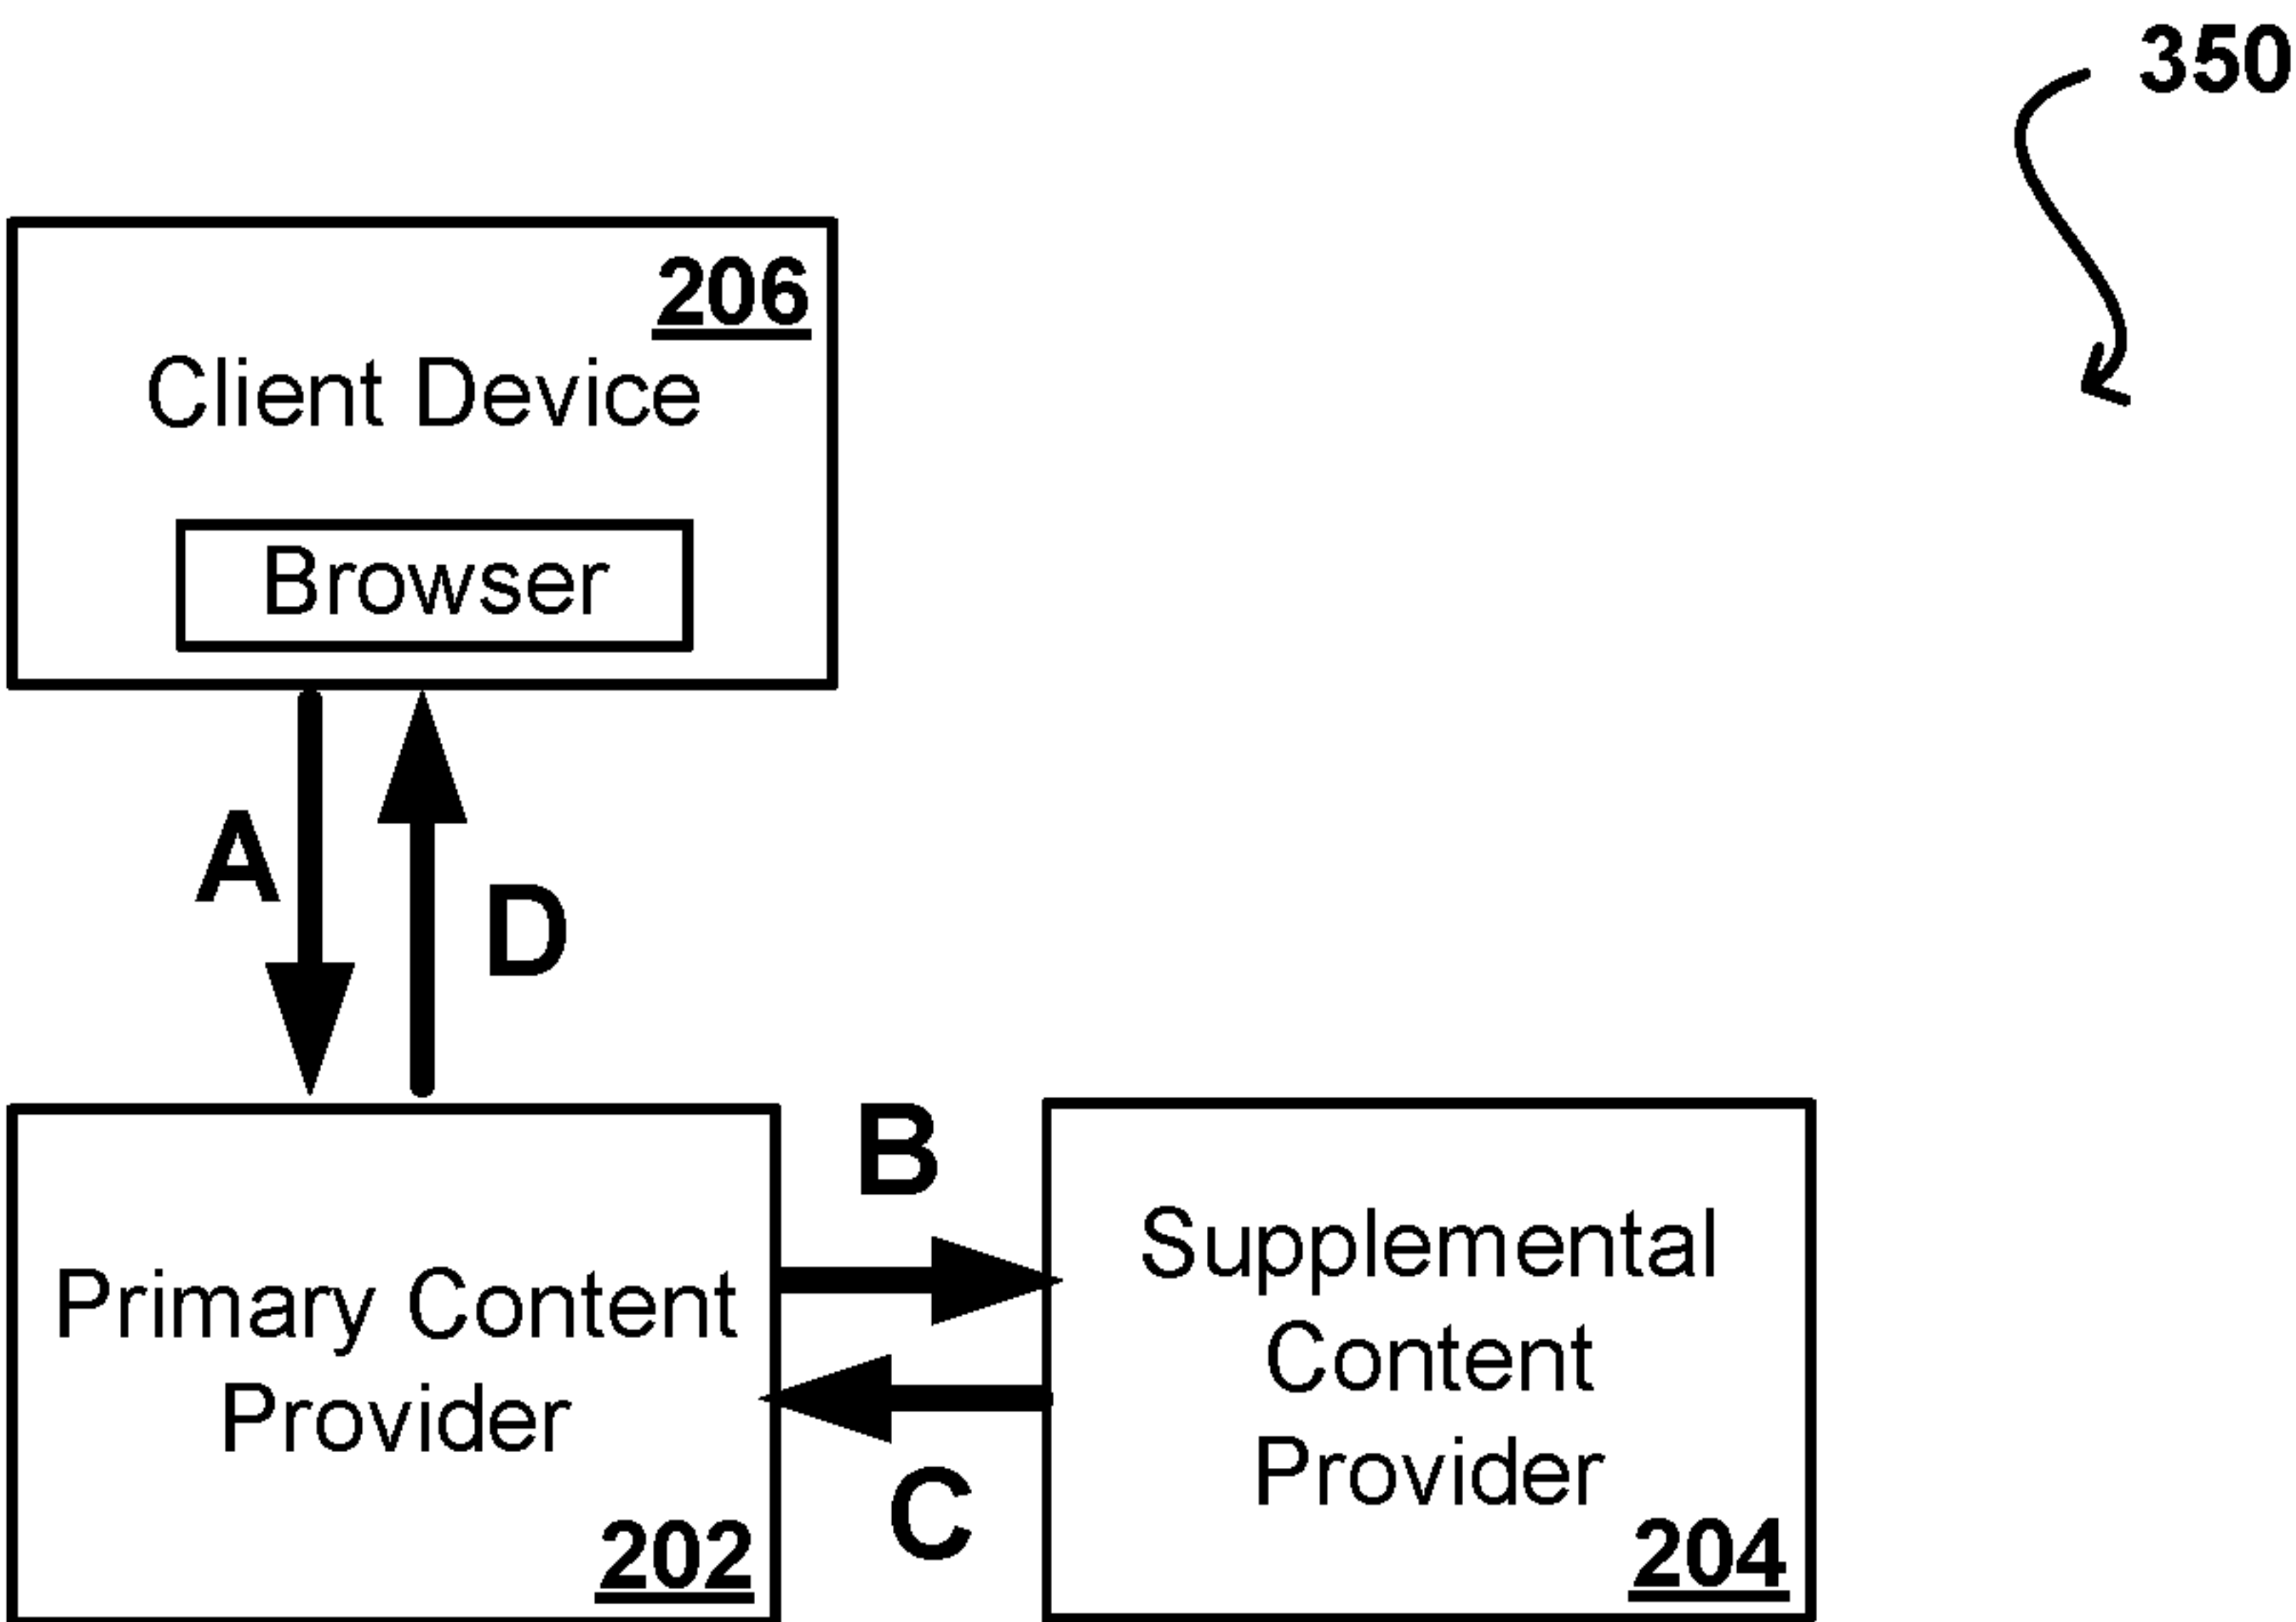 350
206
Client Device
Browser
A
D
B
Primary Content
Provider
202
C
Supplemental
Content
Provider
204